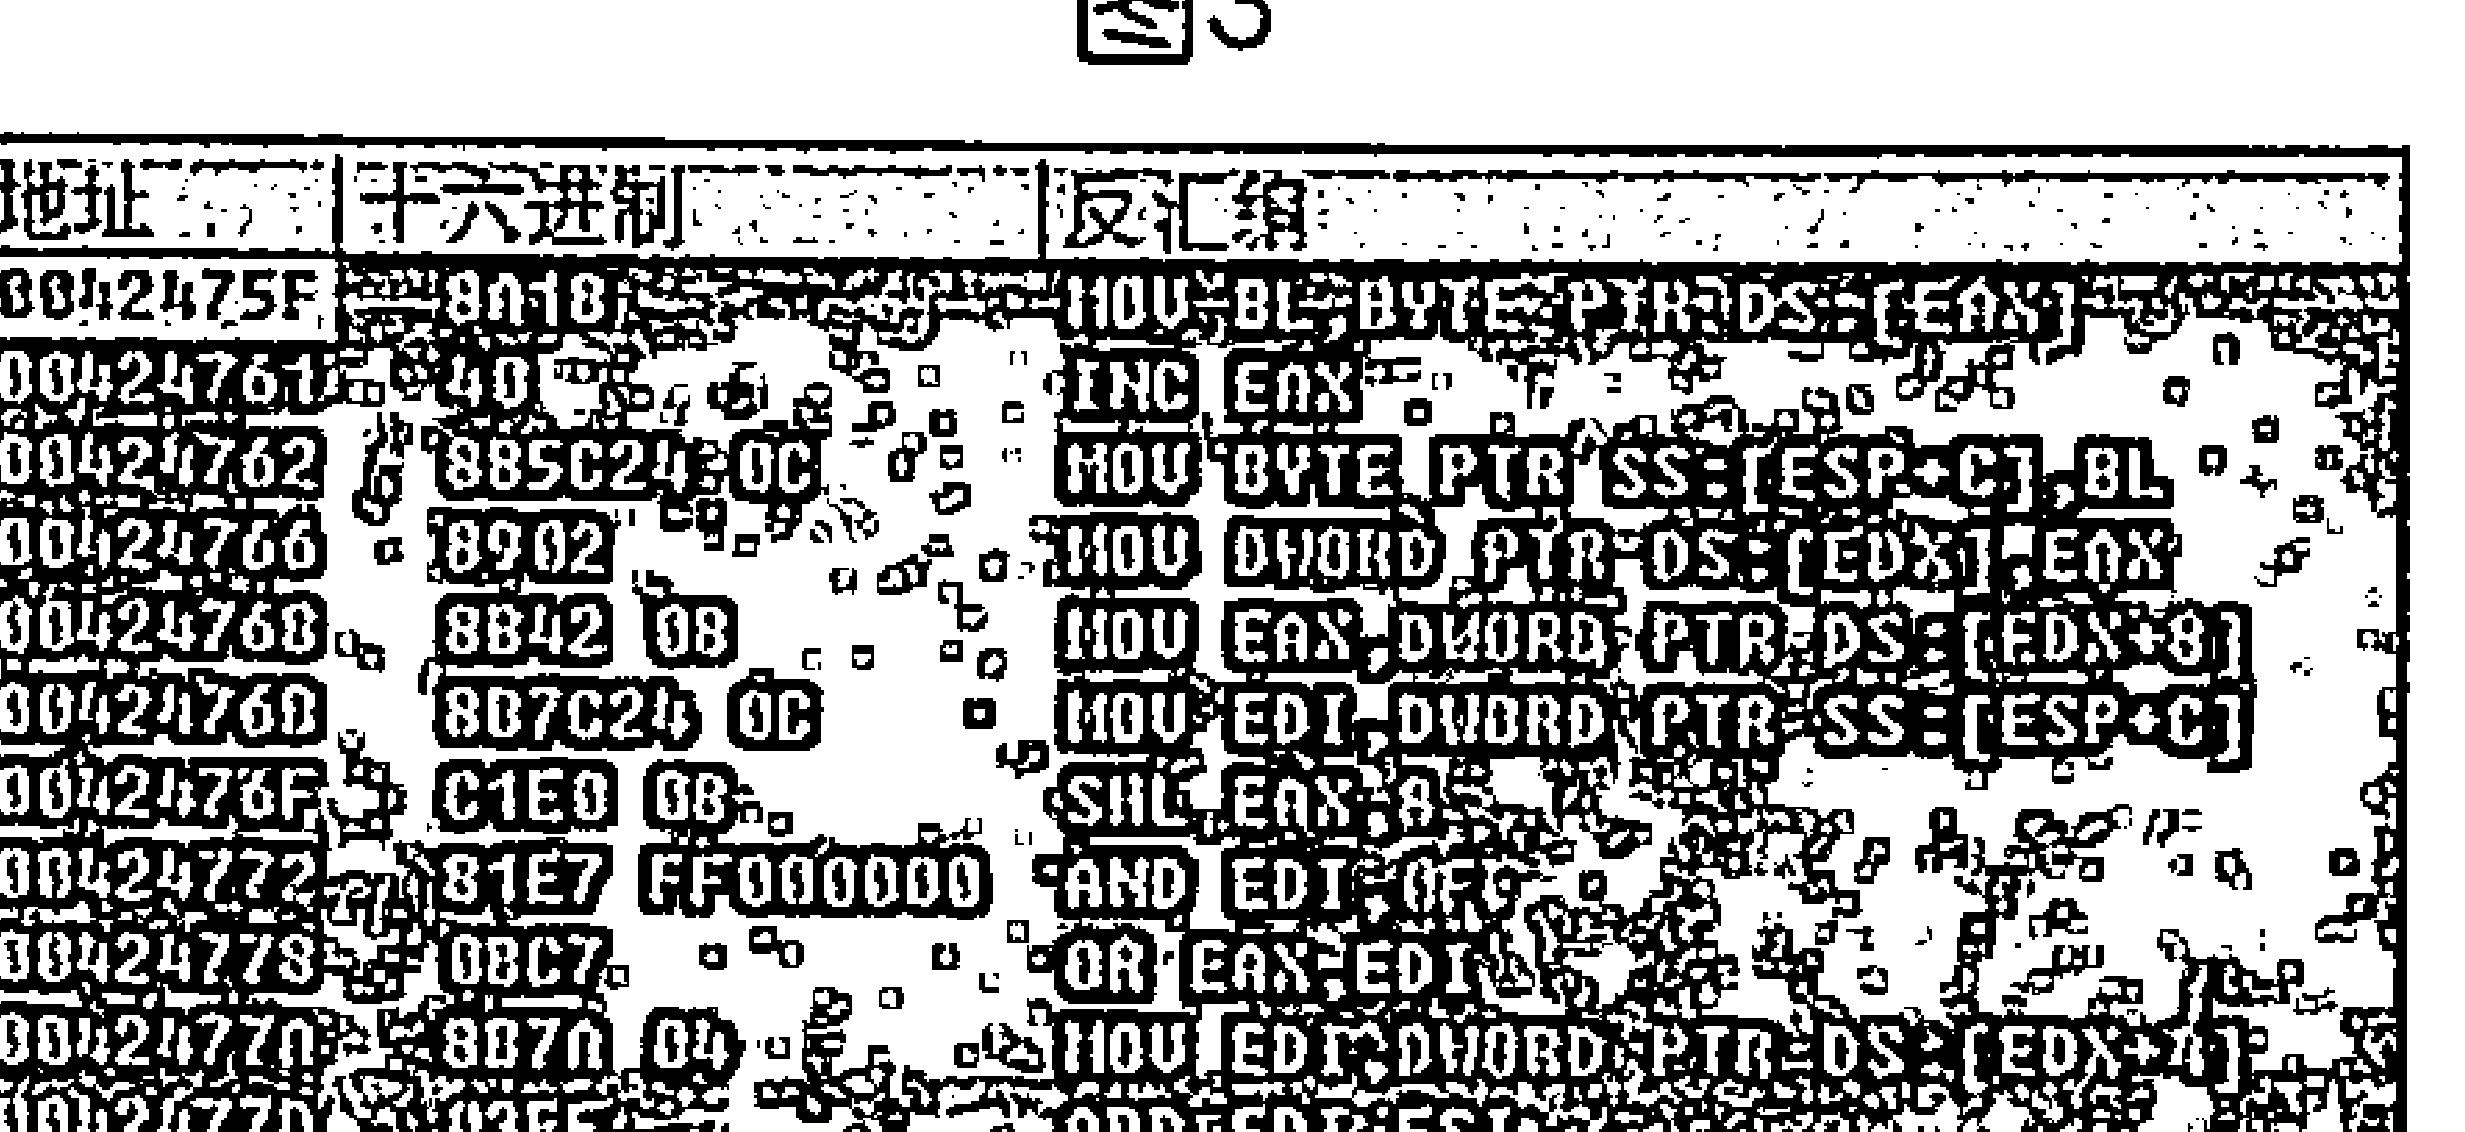 图3
地址 十六进制 反汇编
0042475F 8A18 MOV BL,BYTE PTR DS:[EAX]
00424761 40 INC EAX
00424762 885C24 0C MOV BYTE PTR SS:[ESP+C],BL
00424766 8902 MOV DWORD PTR DS:[EDX],EAX
00424768 8B42 08 MOV EAX,DWORD PTR DS:[EDX+8]
0042476B 8B7C24 0C MOV EDI,DWORD PTR SS:[ESP+C]
0042476F C1E0 08 SHL EAX,8
00424772 81E7 FF000000 AND EDI,0FF
00424778 0BC7 OR EAX,EDI
0042477A 8B7A 04 MOV EDI,DWORD PTR DS:[EDX+4]
0042477D